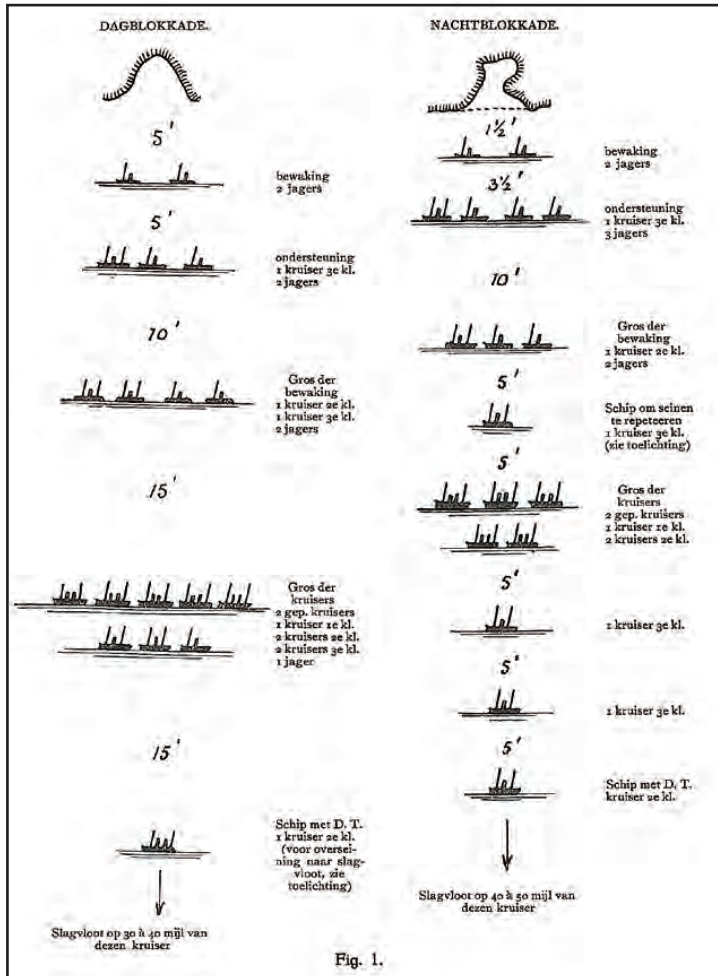 DAGBLOKKADE.
5'
bewaking
2 jagers
5'
ondersteuning
1 kruiser 3e kl.
2 jagers
10'
Gros der
bewaking
1 kruiser 2e kl.
1 kruiser 3e kl.
2 jagers
15'
Gros der
kruisers
2 gep. kruisers
1 kruiser 1e kl.
2 kruisers 2e kl.
2 kruisers 3e kl.
1 jager
15'
Schip met D. T.
1 kruiser 2e kl.
(voor oversei-
ning naar slag-
vloot, zie
toelichting)
Slagvloot op 30 à 40 mijl van
dezen kruiser
NACHTBLOKKADE.
1½'
bewaking
2 jagers
3½'
ondersteuning
1 kruiser 3e kl.
3 jagers
10'
Gros der
bewaking
1 kruiser 2e kl.
2 jagers
5'
Schip om seinen
te repeteeren
1 kruiser 3e kl.
(zie toelichting)
5'
Gros der
kruisers
2 gep. kruisers
1 kruiser 1e kl.
2 kruisers 2e kl.
5'
1 kruiser 3e kl.
5'
1 kruiser 3e kl.
5'
Schip met D. T.
kruiser 2e kl.
Slagvloot op 40 à 50 mijl van
dezen kruiser
Fig. 1.